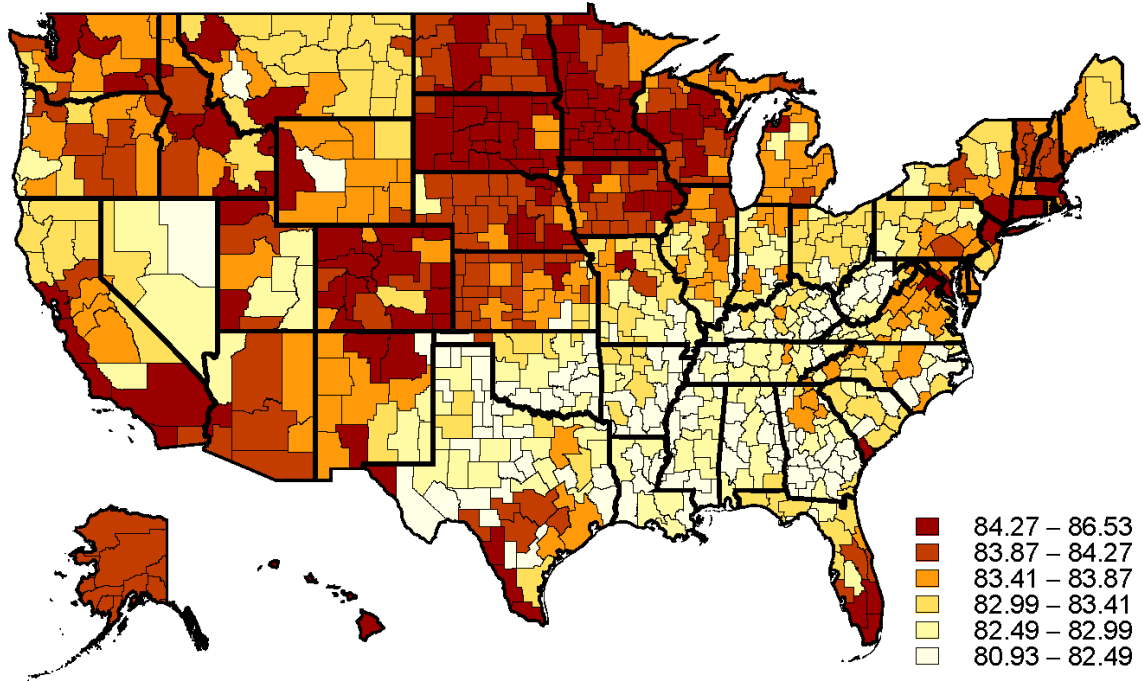 84.27 – 86.53
83.87 – 84.27
83.41 – 83.87
82.99 – 83.41
82.49 – 82.99
80.93 – 82.49